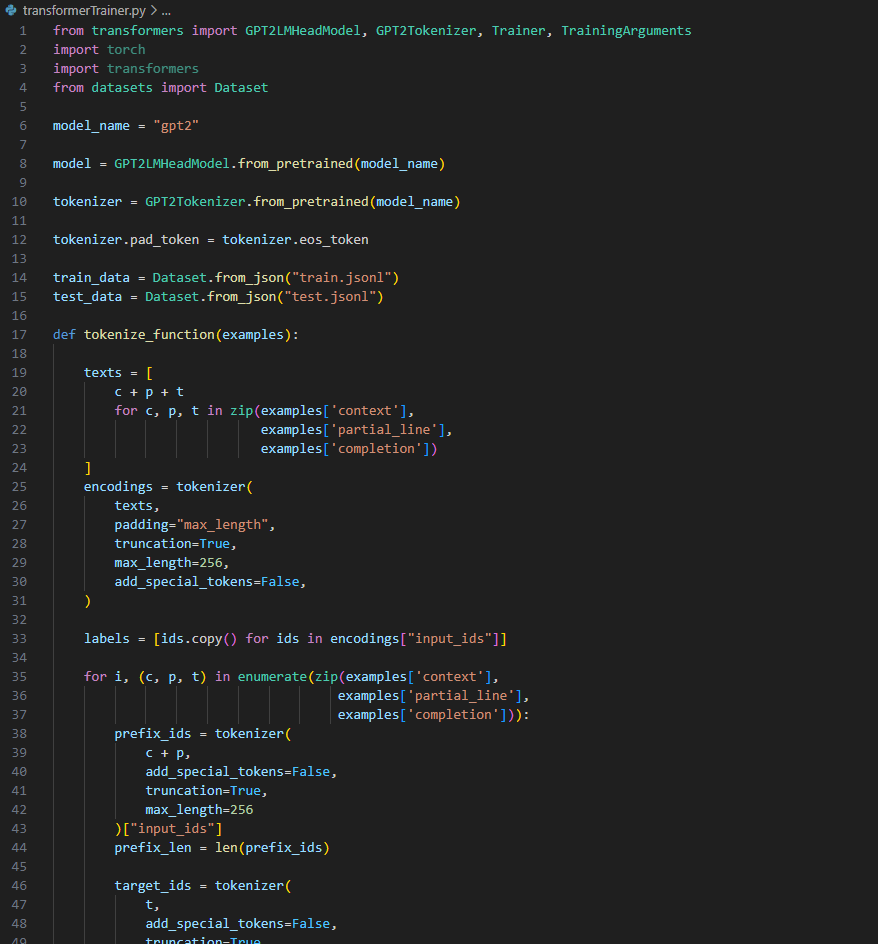 transformerTrainer.py > ...
1 from transformers import GPT2LMHeadModel, GPT2Tokenizer, Trainer, TrainingArguments
2 import torch
3 import transformers
4 from datasets import Dataset
5
6 model_name = "gpt2"
7
8 model = GPT2LMHeadModel.from_pretrained(model_name)
9
10 tokenizer = GPT2Tokenizer.from_pretrained(model_name)
11
12 tokenizer.pad_token = tokenizer.eos_token
13
14 train_data = Dataset.from_json("train.jsonl")
15 test_data = Dataset.from_json("test.jsonl")
16
17 def tokenize_function(examples):
18
19     texts = [
20         c + p + t
21         for c, p, t in zip(examples['context'],
22                            examples['partial_line'],
23                            examples['completion'])
24     ]
25     encodings = tokenizer(
26         texts,
27         padding="max_length",
28         truncation=True,
29         max_length=256,
30         add_special_tokens=False,
31     )
32
33     labels = [ids.copy() for ids in encodings["input_ids"]]
34
35     for i, (c, p, t) in enumerate(zip(examples['context'],
36                                      examples['partial_line'],
37                                      examples['completion'])):
38         prefix_ids = tokenizer(
39             c + p,
40             add_special_tokens=False,
41             truncation=True,
42             max_length=256
43         )["input_ids"]
44         prefix_len = len(prefix_ids)
45
46         target_ids = tokenizer(
47             t,
48             add_special_tokens=False,
49             truncation=True